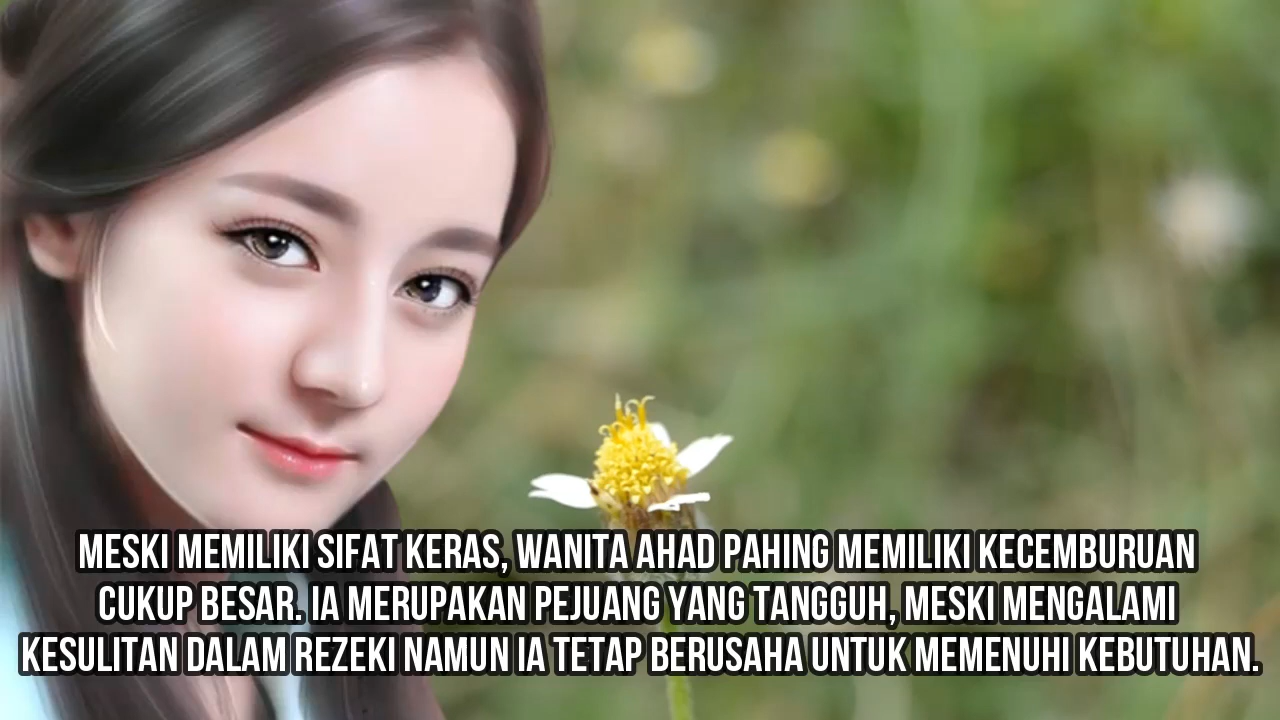 MESKI MEMILIKI SIFAT KERAS, WANITA AHAD PAHING MEMILIKI KECEMBURUAN
CUKUP BESAR. IA MERUPAKAN PEJUANG YANG TANGGUH, MESKI MENGALAMI
KESULITAN DALAM REZEKI NAMUN IA TETAP BERUSAHA UNTUK MEMENUHI KEBUTUHAN.